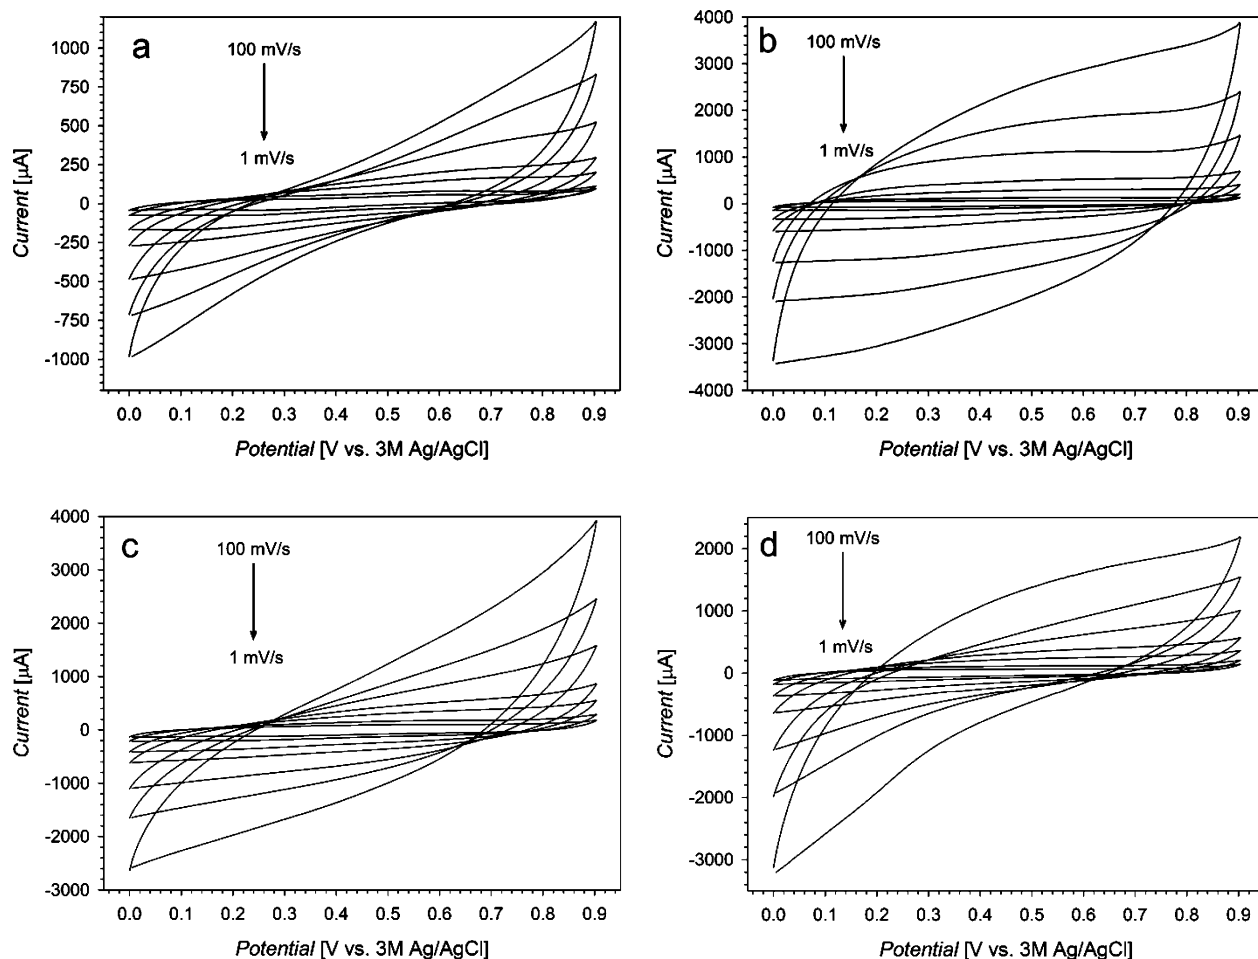 a
100 mV/s
1 mV/s
1000
750
500
250
0
-250
-500
-750
-1000
Current [µA]
0.0 0.1 0.2 0.3 0.4 0.5 0.6 0.7 0.8 0.9
Potential [V vs. 3M Ag/AgCl]
b
100 mV/s
1 mV/s
4000
3000
2000
1000
0
-1000
-2000
-3000
-4000
Current [µA]
0.0 0.1 0.2 0.3 0.4 0.5 0.6 0.7 0.8 0.9
Potential [V vs. 3M Ag/AgCl]
c
100 mV/s
1 mV/s
4000
3000
2000
1000
0
-1000
-2000
-3000
Current [µA]
0.0 0.1 0.2 0.3 0.4 0.5 0.6 0.7 0.8 0.9
Potential [V vs. 3M Ag/AgCl]
d
100 mV/s
1 mV/s
2000
1000
0
-1000
-2000
-3000
Current [µA]
0.0 0.1 0.2 0.3 0.4 0.5 0.6 0.7 0.8 0.9
Potential [V vs. 3M Ag/AgCl]